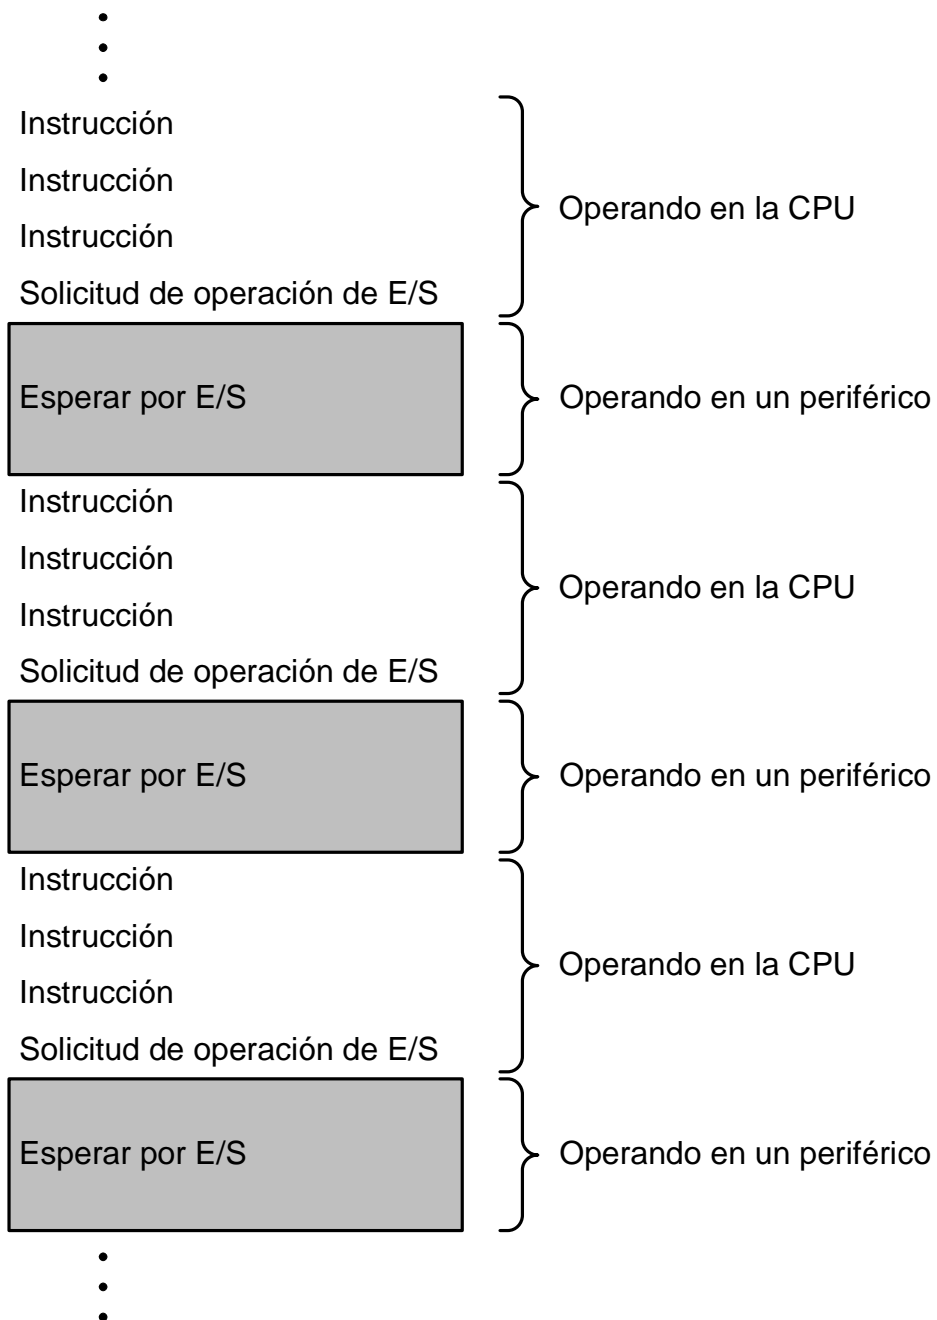 Instrucción
Instrucción
Operando en la CPU
Instrucción
Solicitud de operación de E/S
Esperar por E/S
Operando en un periférico
Instrucción
Instrucción
Operando en la CPU
Instrucción
Solicitud de operación de E/S
Esperar por E/S
Operando en un periférico
Instrucción
Instrucción
Operando en la CPU
Instrucción
Solicitud de operación de E/S
Esperar por E/S
Operando en un periférico